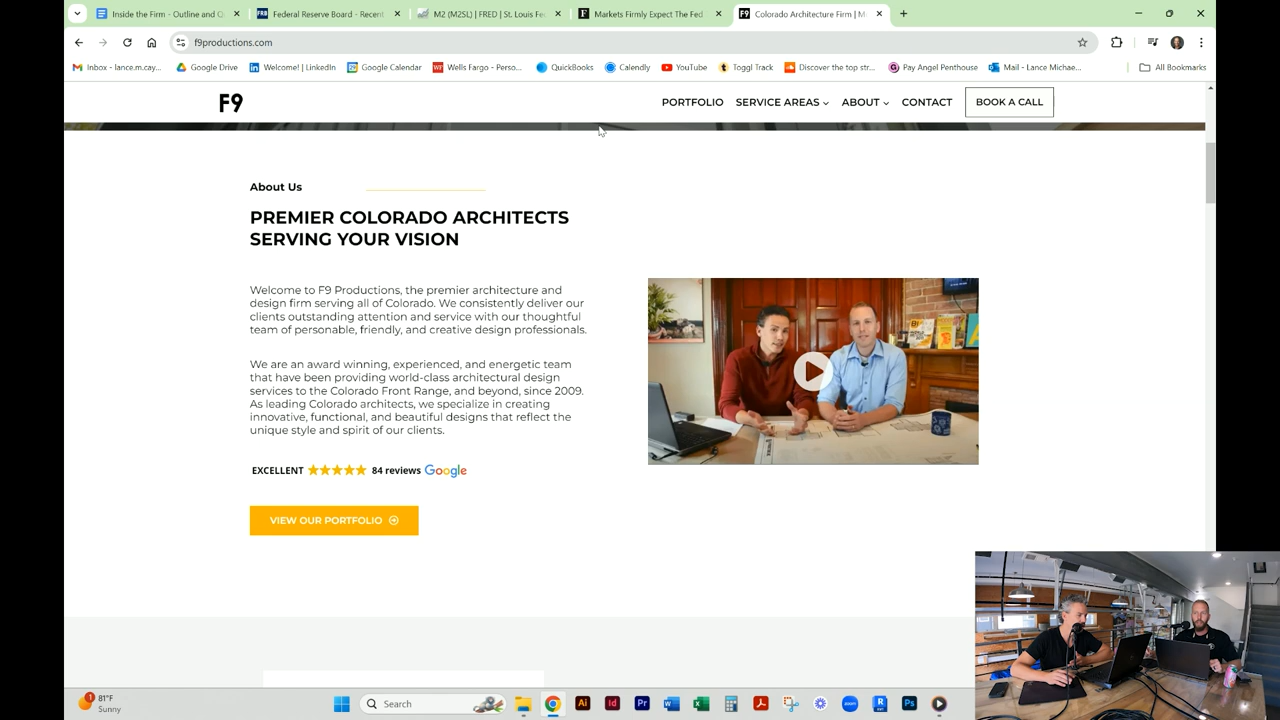 Inside the Firm - Outline and Q
Federal Reserve Board - Recent
M2 (M2SL) | FRED | St. Louis Fe
Markets Firmly Expect The Fed
Colorado Architecture Firm | M
f9productions.com
Inbox - lance.m.cay...
Google Drive
Welcome! | LinkedIn
Google Calendar
Wells Fargo - Perso...
QuickBooks
Calendly
YouTube
Toggl Track
Discover the top str...
Pay Angel Penthouse
Mail - Lance Michae...
All Bookmarks
F9
PORTFOLIO
SERVICE AREAS
ABOUT
CONTACT
BOOK A CALL
About Us
PREMIER COLORADO ARCHITECTS
SERVING YOUR VISION
Welcome to F9 Productions, the premier architecture and
design firm serving all of Colorado. We consistently deliver our
clients outstanding attention and service with our thoughtful
team of personable, friendly, and creative design professionals.
We are an award winning, experienced, and energetic team
that have been providing world-class architectural design
services to the Colorado Front Range, and beyond, since 2009.
As leading Colorado architects, we specialize in creating
innovative, functional, and beautiful designs that reflect the
unique style and spirit of our clients.
EXCELLENT 84 reviews Google
VIEW OUR PORTFOLIO
1
81°F
Sunny
Search